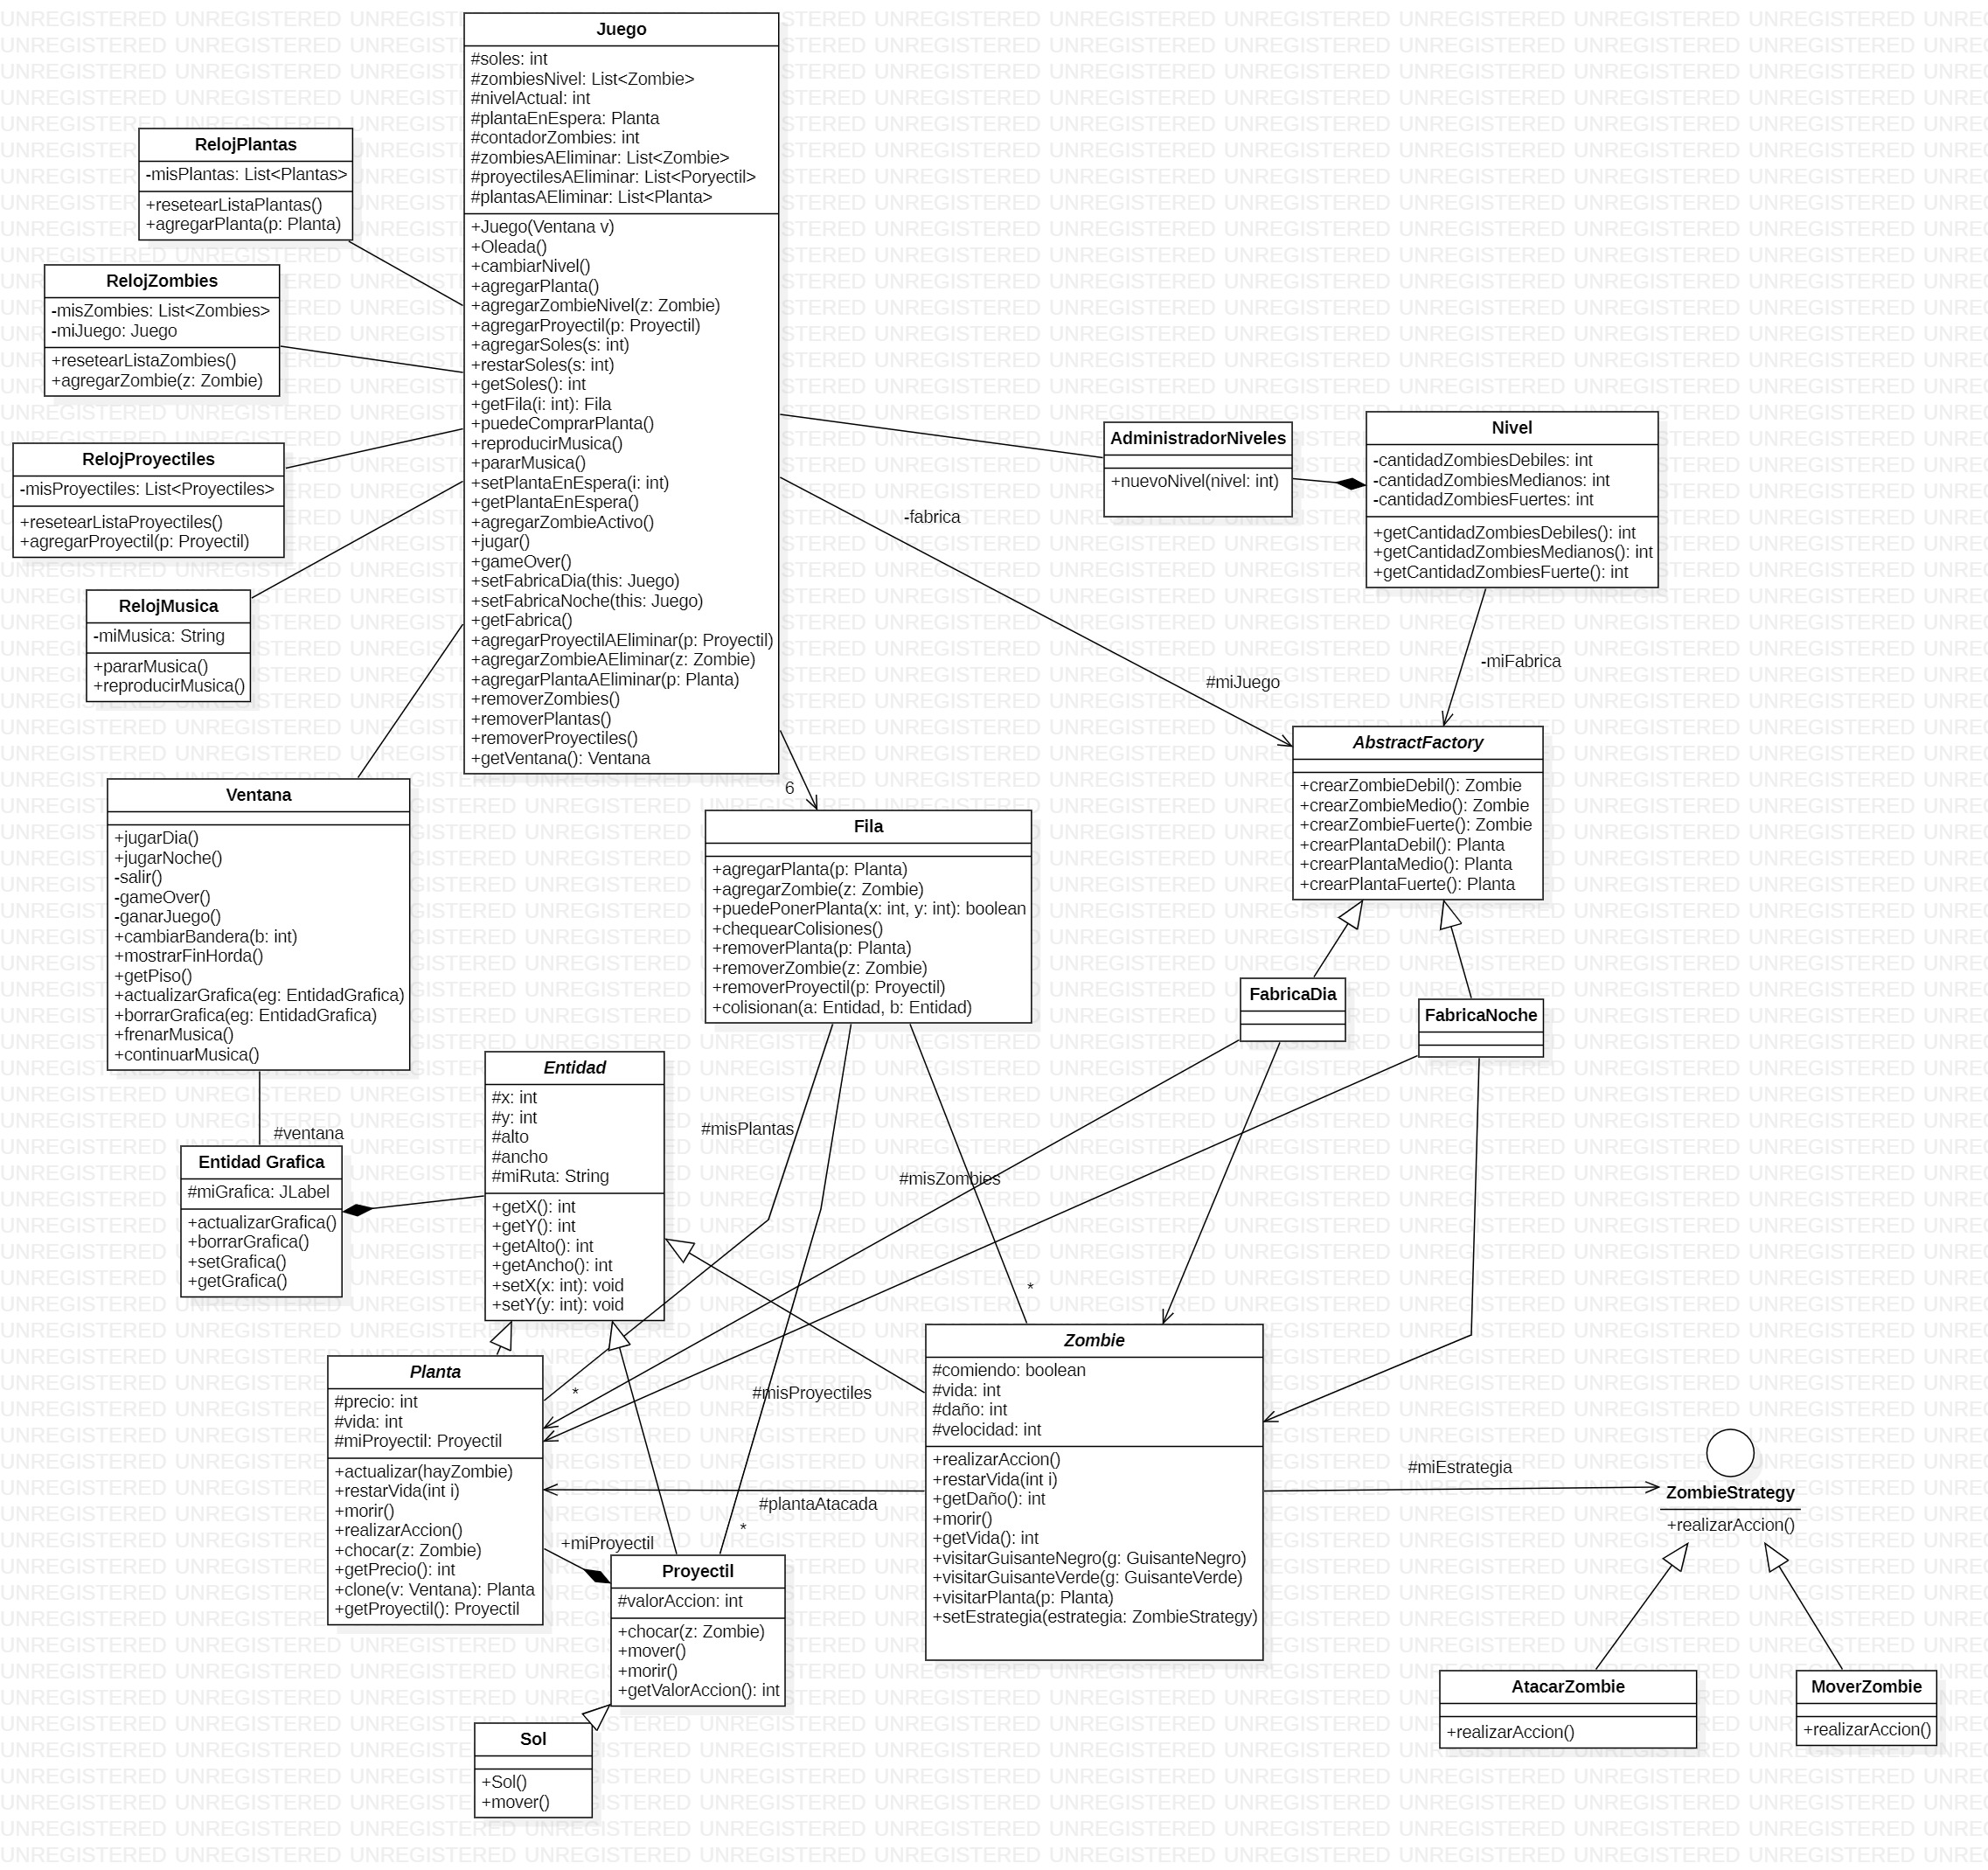 Juego
#soles: int
#zombiesNivel: List<Zombie>
#nivelActual: int
#plantaEnEspera: Planta
#contadorZombies: int
#zombiesAEliminar: List<Zombie>
#proyectilesAEliminar: List<Poryectil>
#plantasAEliminar: List<Planta>
+Juego(Ventana v)
+Oleada()
+cambiarNivel()
+agregarPlanta()
+agregarZombieNivel(z: Zombie)
+agregarProyectil(p: Proyectil)
+agregarSoles(s: int)
+restarSoles(s: int)
+getSoles(): int
+getFila(i: int): Fila
+puedeComprarPlanta()
+reproducirMusica()
+pararMusica()
+setPlantaEnEspera(i: int)
+getPlantaEnEspera()
+agregarZombieActivo()
+jugar()
+gameOver()
+setFabricaDia(this: Juego)
+setFabricaNoche(this: Juego)
+getFabrica()
+agregarProyectilAEliminar(p: Proyectil)
+agregarZombieAEliminar(z: Zombie)
+agregarPlantaAEliminar(p: Planta)
+removerZombies()
+removerPlantas()
+removerProyectiles()
+getVentana(): Ventana
RelojPlantas
-misPlantas: List<Plantas>
+resetearListaPlantas()
+agregarPlanta(p: Planta)
RelojZombies
-misZombies: List<Zombies>
-miJuego: Juego
+resetearListaZombies()
+agregarZombie(z: Zombie)
RelojProyectiles
-misProyectiles: List<Proyectiles>
+resetearListaProyectiles()
+agregarProyectil(p: Proyectil)
RelojMusica
-miMusica: String
+pararMusica()
+reproducirMusica()
AdministradorNiveles
+nuevoNivel(nivel: int)
Nivel
-cantidadZombiesDebiles: int
-cantidadZombiesMedianos: int
-cantidadZombiesFuertes: int
+getCantidadZombiesDebiles(): int
+getCantidadZombiesMedianos(): int
+getCantidadZombiesFuerte(): int
-fabrica
#miJuego
-miFabrica
6
AbstractFactory
+crearZombieDebil(): Zombie
+crearZombieMedio(): Zombie
+crearZombieFuerte(): Zombie
+crearPlantaDebil(): Planta
+crearPlantaMedio(): Planta
+crearPlantaFuerte(): Planta
Ventana
+jugarDia()
+jugarNoche()
-salir()
-gameOver()
-ganarJuego()
+cambiarBandera(b: int)
+mostrarFinHorda()
+getPiso()
+actualizarGrafica(eg: EntidadGrafica)
+borrarGrafica(eg: EntidadGrafica)
+frenarMusica()
+continuarMusica()
Fila
+agregarPlanta(p: Planta)
+agregarZombie(z: Zombie)
+puedePonerPlanta(x: int, y: int): boolean
+chequearColisiones()
+removerPlanta(p: Planta)
+removerZombie(z: Zombie)
+removerProyectil(p: Proyectil)
+colisionan(a: Entidad, b: Entidad)
FabricaDia
FabricaNoche
#ventana
Entidad Grafica
#miGrafica: JLabel
+actualizarGrafica()
+borrarGrafica()
+setGrafica()
+getGrafica()
Entidad
#x: int
#y: int
#alto
#ancho
#miRuta: String
+getX(): int
+getY(): int
+getAlto(): int
+getAncho(): int
+setX(x: int): void
+setY(y: int): void
#misPlantas
#misZombies
*
*
#misProyectiles
Planta
#precio: int
#vida: int
#miProyectil: Proyectil
+actualizar(hayZombie)
+restarVida(int i)
+morir()
+realizarAccion()
+chocar(z: Zombie)
+getPrecio(): int
+clone(v: Ventana): Planta
+getProyectil(): Proyectil
Zombie
#comiendo: boolean
#vida: int
#daño: int
#velocidad: int
+realizarAccion()
+restarVida(int i)
+getDaño(): int
+morir()
+getVida(): int
+visitarGuisanteNegro(g: GuisanteNegro)
+visitarGuisanteVerde(g: GuisanteVerde)
+visitarPlanta(p: Planta)
+setEstrategia(estrategia: ZombieStrategy)
#plantaAtacada
*
+miProyectil
#miEstrategia
ZombieStrategy
+realizarAccion()
Proyectil
#valorAccion: int
+chocar(z: Zombie)
+mover()
+morir()
+getValorAccion(): int
Sol
+Sol()
+mover()
AtacarZombie
+realizarAccion()
MoverZombie
+realizarAccion()